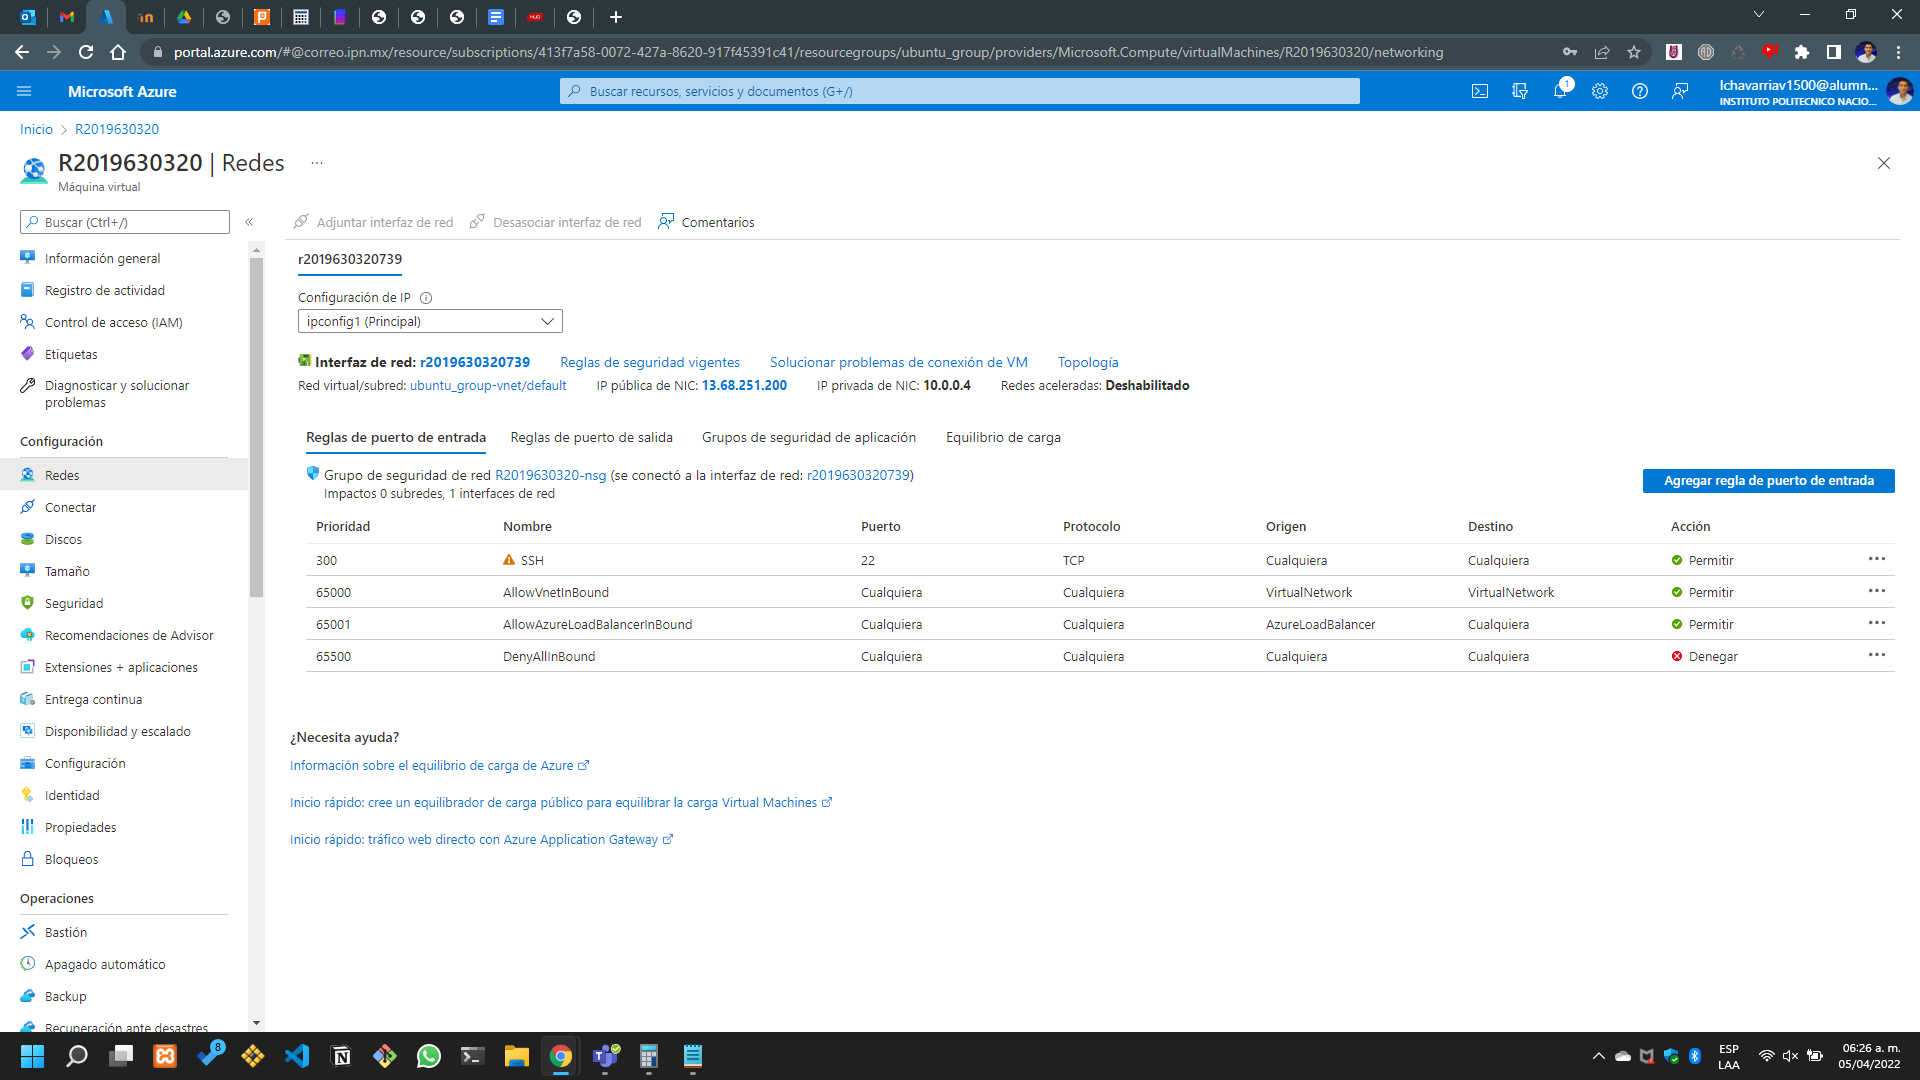 portal.azure.com/#@correo.ipn.mx/resource/subscriptions/413f7a58-0072-427a-8620-917f45391c41/resourcegroups/ubuntu_group/providers/Microsoft.Compute/virtualMachines/R2019630320/networking
Microsoft Azure
Buscar recursos, servicios y documentos (G+/)
1
lchavarriav1500@alumn...
INSTITUTO POLITECNICO NACIO...
Inicio > R2019630320
R2019630320 | Redes ...
Máquina virtual
Buscar (Ctrl+/)
«
Información general
Registro de actividad
Control de acceso (IAM)
Etiquetas
Diagnosticar y solucionar
problemas
Configuración
Redes
Conectar
Discos
Tamaño
Seguridad
Recomendaciones de Advisor
Extensiones + aplicaciones
Entrega continua
Disponibilidad y escalado
Configuración
Identidad
Propiedades
Bloqueos
Operaciones
Bastión
Apagado automático
Backup
Recuperación ante desastres
Adjuntar interfaz de red Desasociar interfaz de red Comentarios
r2019630320739
Configuración de IP
ipconfig1 (Principal)
Interfaz de red: r2019630320739 Reglas de seguridad vigentes Solucionar problemas de conexión de VM Topología
Red virtual/subred: ubuntu_group-vnet/default IP pública de NIC: 13.68.251.200 IP privada de NIC: 10.0.0.4 Redes aceleradas: Deshabilitado
Reglas de puerto de entrada Reglas de puerto de salida Grupos de seguridad de aplicación Equilibrio de carga
Grupo de seguridad de red R2019630320-nsg (se conectó a la interfaz de red: r2019630320739)
Impactos 0 subredes, 1 interfaces de red
Agregar regla de puerto de entrada
Prioridad Nombre Puerto Protocolo Origen Destino Acción
300 SSH 22 TCP Cualquiera Cualquiera Permitir ...
65000 AllowVnetInBound Cualquiera Cualquiera VirtualNetwork VirtualNetwork Permitir ...
65001 AllowAzureLoadBalancerInBound Cualquiera Cualquiera AzureLoadBalancer Cualquiera Permitir ...
65500 DenyAllInBound Cualquiera Cualquiera Cualquiera Cualquiera Denegar ...
¿Necesita ayuda?
Información sobre el equilibrio de carga de Azure
Inicio rápido: cree un equilibrador de carga público para equilibrar la carga Virtual Machines
Inicio rápido: tráfico web directo con Azure Application Gateway
8
ESP
LAA
06:26 a. m.
05/04/2022